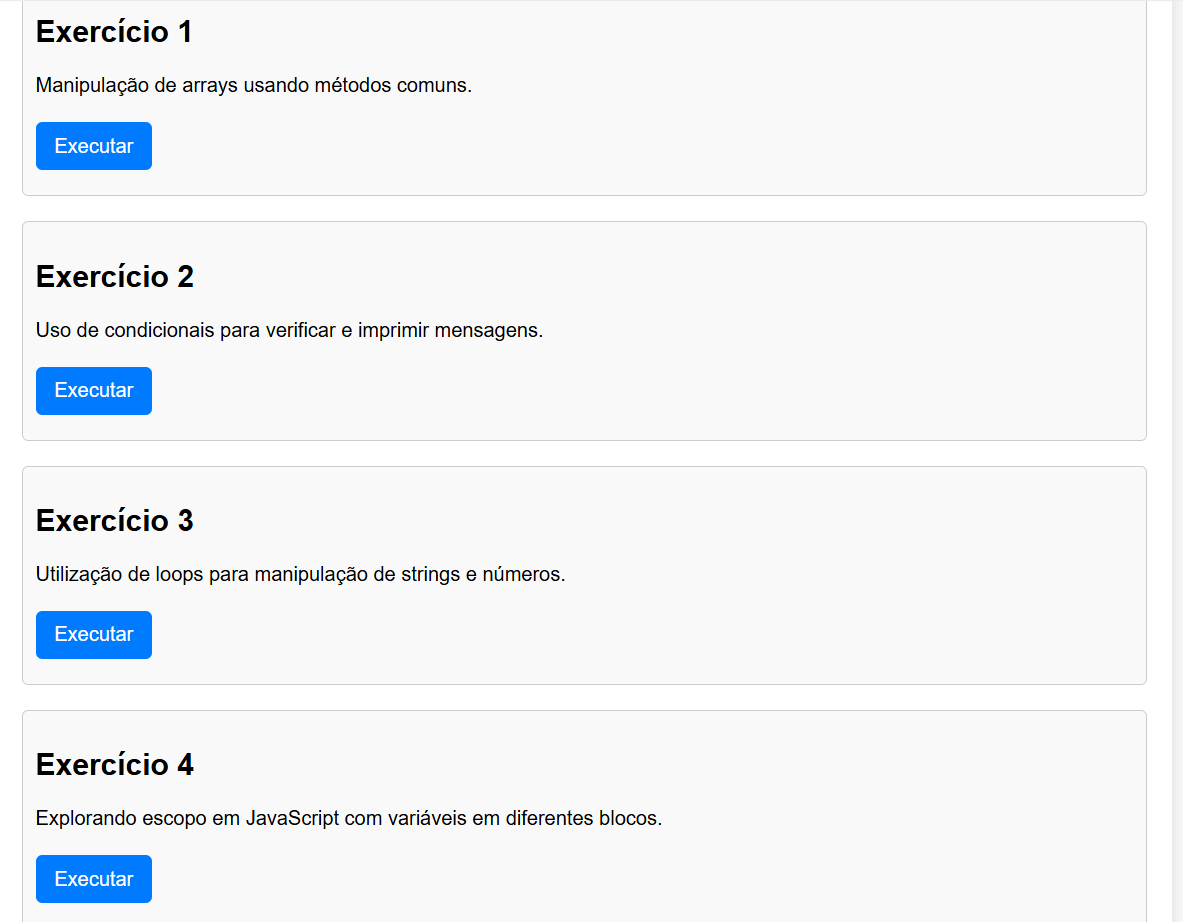 Exercício 1
Manipulação de arrays usando métodos comuns.
Executar
Exercício 2
Uso de condicionais para verificar e imprimir mensagens.
Executar
Exercício 3
Utilização de loops para manipulação de strings e números.
Executar
Exercício 4
Explorando escopo em JavaScript com variáveis em diferentes blocos.
Executar